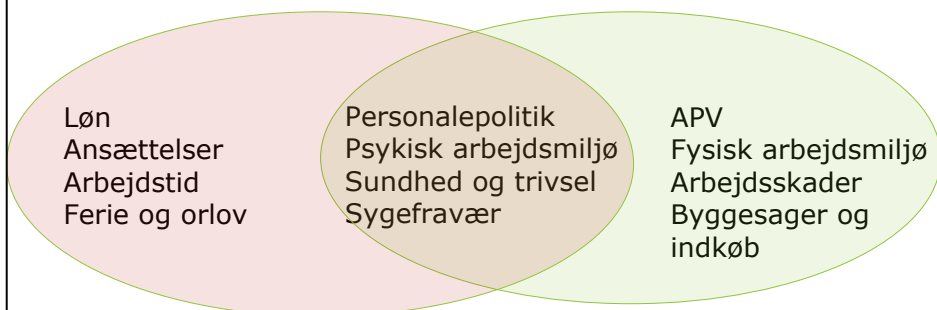 Løn
Ansættelser
Arbejdstid
Ferie og orlov
Personalepolitik
Psykisk arbejdsmiljø
Sundhed og trivsel
Sygefravær
APV
Fysisk arbejdsmiljø
Arbejdsskader
Byggesager og
indkøb